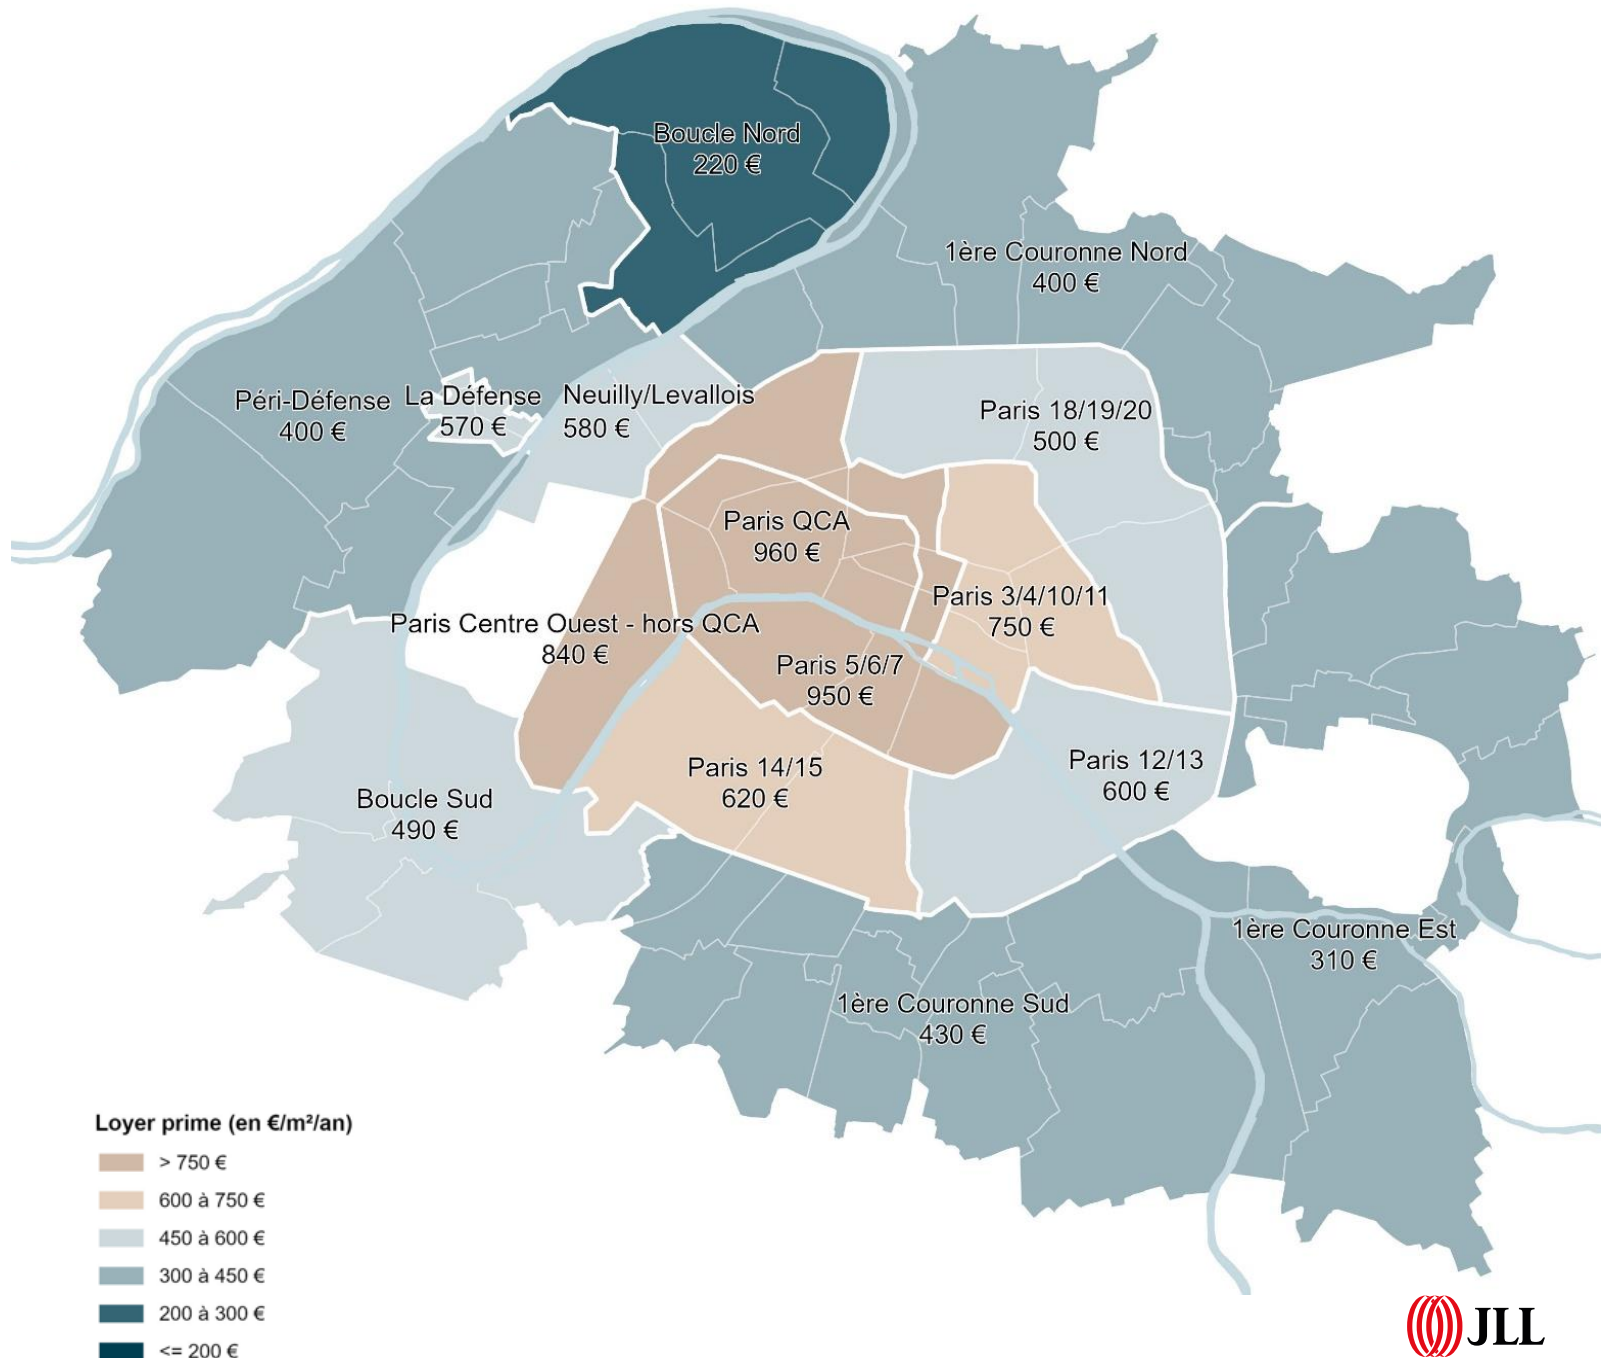 Boucle Nord
220 €
1ère Couronne Nord
400 €
Péri-Défense
400 €
La Défense
570 €
Neuilly/Levallois
580 €
Paris 18/19/20
500 €
Paris QCA
960 €
Paris 3/4/10/11
750 €
Paris Centre Ouest - hors QCA
840 €
Paris 5/6/7
950 €
Paris 14/15
620 €
Paris 12/13
600 €
Boucle Sud
490 €
1ère Couronne Est
310 €
1ère Couronne Sud
430 €
Loyer prime (en €/m²/an)
> 750 €
600 à 750 €
450 à 600 €
300 à 450 €
200 à 300 €
<= 200 €
JLL